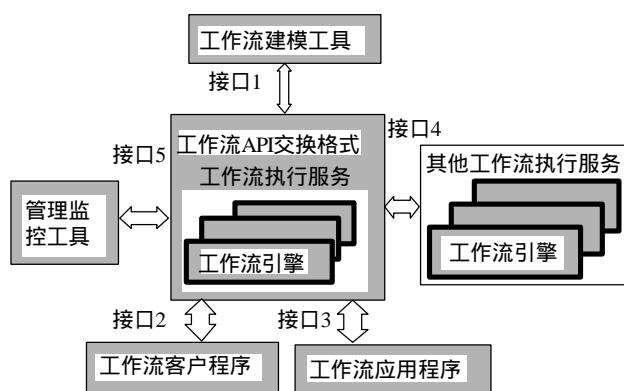 工作流建模工具
接口1
接口5
工作流API交换格式
接口4
工作流执行服务
其他工作流执行服务
管理监
控工具
工作流引擎
工作流引擎
接口2
接口3
工作流客户程序
工作流应用程序